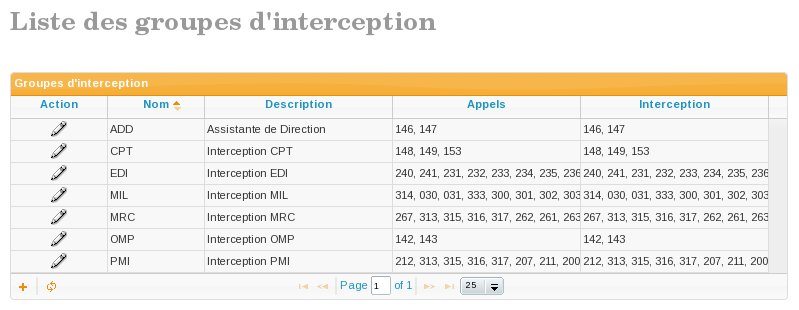 Liste des groupes d'interception
Groupes d'interception
Action Nom Description Appels Interception
ADD Assistante de Direction 146, 147 146, 147
CPT Interception CPT 148, 149, 153 148, 149, 153
EDI Interception EDI 240, 241, 231, 232, 233, 234, 235, 236 240, 241, 231, 232, 233, 234, 235, 236
MIL Interception MIL 314, 030, 031, 333, 300, 301, 302, 303 314, 030, 031, 333, 300, 301, 302, 303
MRC Interception MRC 267, 313, 315, 316, 317, 262, 261, 263 267, 313, 315, 316, 317, 262, 261, 263
OMP Interception OMP 142, 143 142, 143
PMI Interception PMI 212, 313, 315, 316, 317, 207, 211, 200 212, 313, 315, 316, 317, 207, 211, 200
Page 1 of 1 25